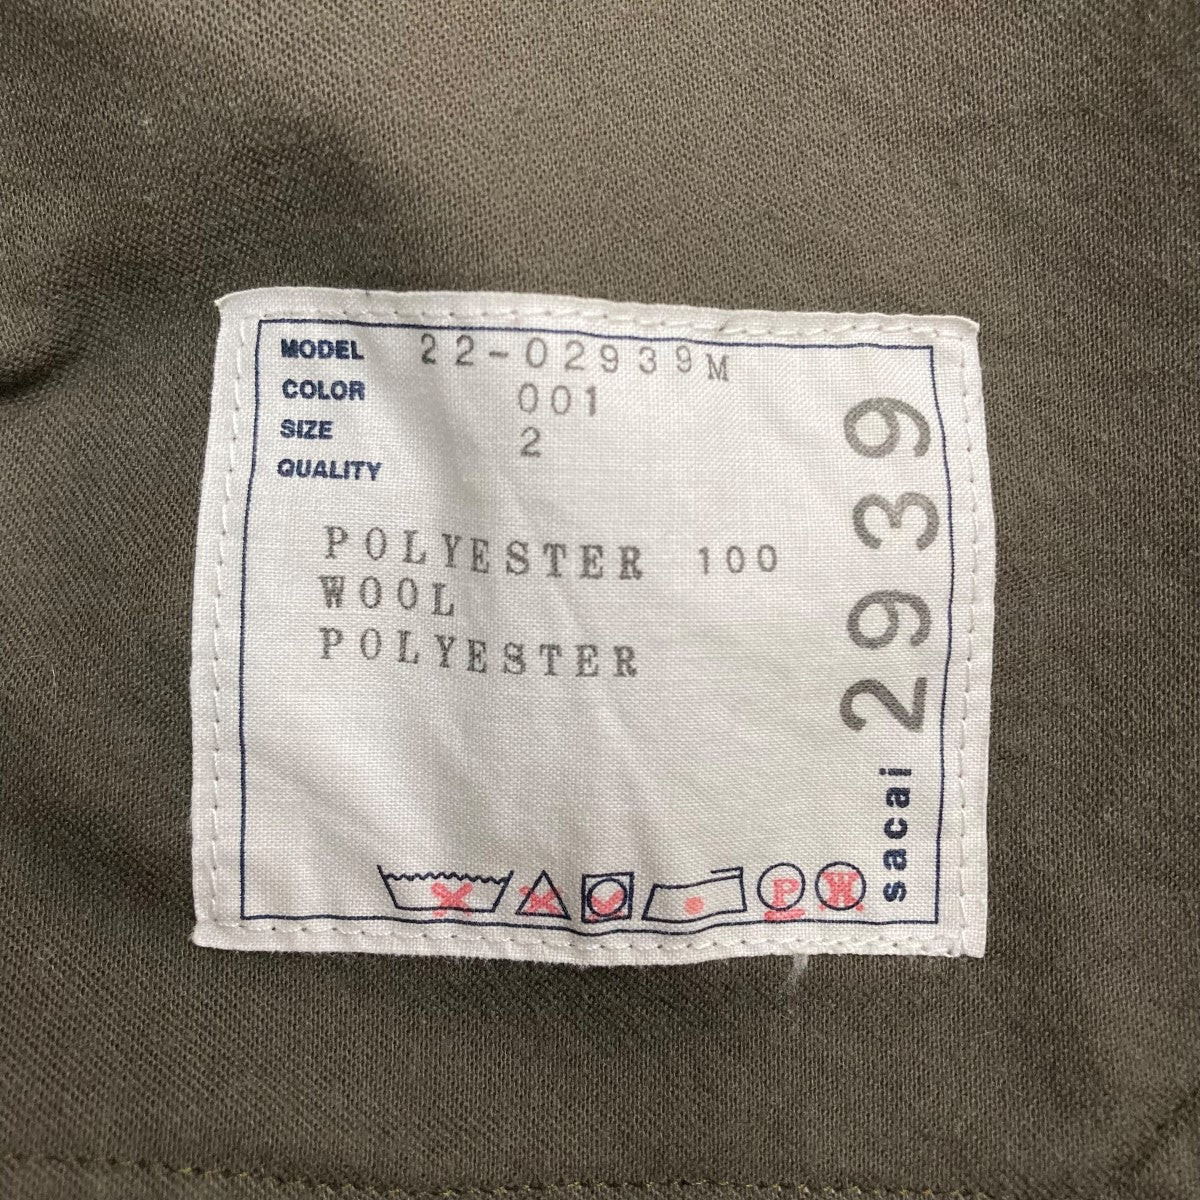 MODEL 22-02939M
COLOR 001
SIZE 2
QUALITY
POLYESTER 100
WOOL
POLYESTER
P W
sacai 2939